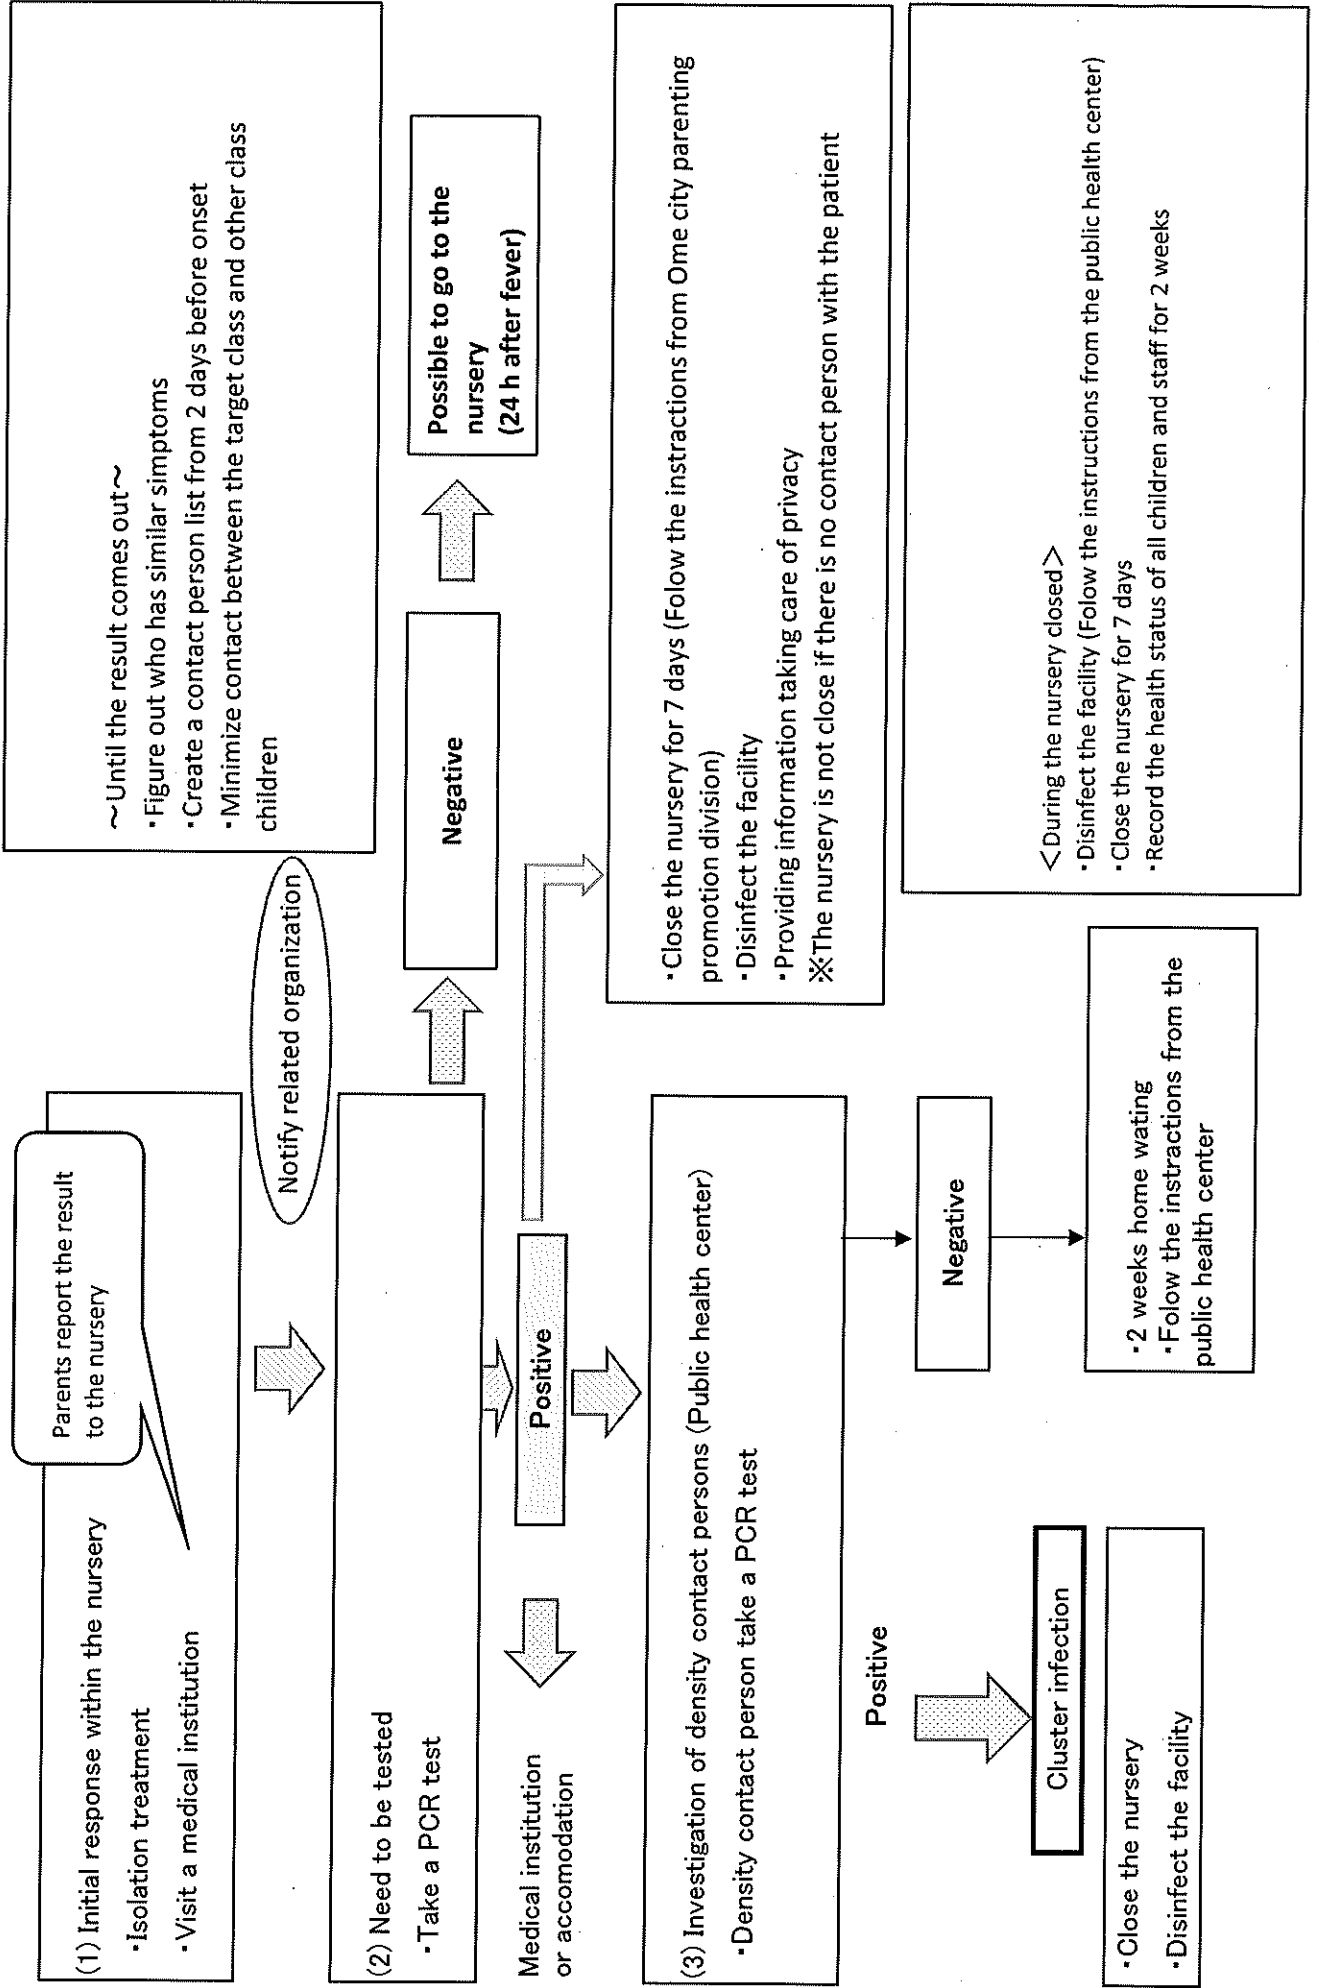 Parents report the result
to the nursery
(1) Initial response within the nursery
・Isolation treatment
・Visit a medical institution
Notify related organization
～Until the result comes out～
・Figure out who has similar simptoms
・Create a contact person list from 2 days before onset
・Minimize contact between the target class and other class
children
(2) Need to be tested
・Take a PCR test
Negative
Possible to go to the
nursery
(24 h after fever)
Medical institution
or accomodation
Positive
・Close the nursery for 7 days (Folow the instractions from One city parenting
promotion division)
・Disinfect the facility
・Providing information taking care of privacy
※The nursery is not close if there is no contact person with the patient
(3) Investigation of density contact persons (Public health center)
・Density contact person take a PCR test
Positive
Negative
Cluster infection
・Close the nursery
・Disinfect the facility
・2 weeks home wating
・Folow the instractions from the
public health center
＜During the nursery closed＞
・Disinfect the facility (Folow the instructions from the public health center)
・Close the nursery for 7 days
・Record the health status of all children and staff for 2 weeks